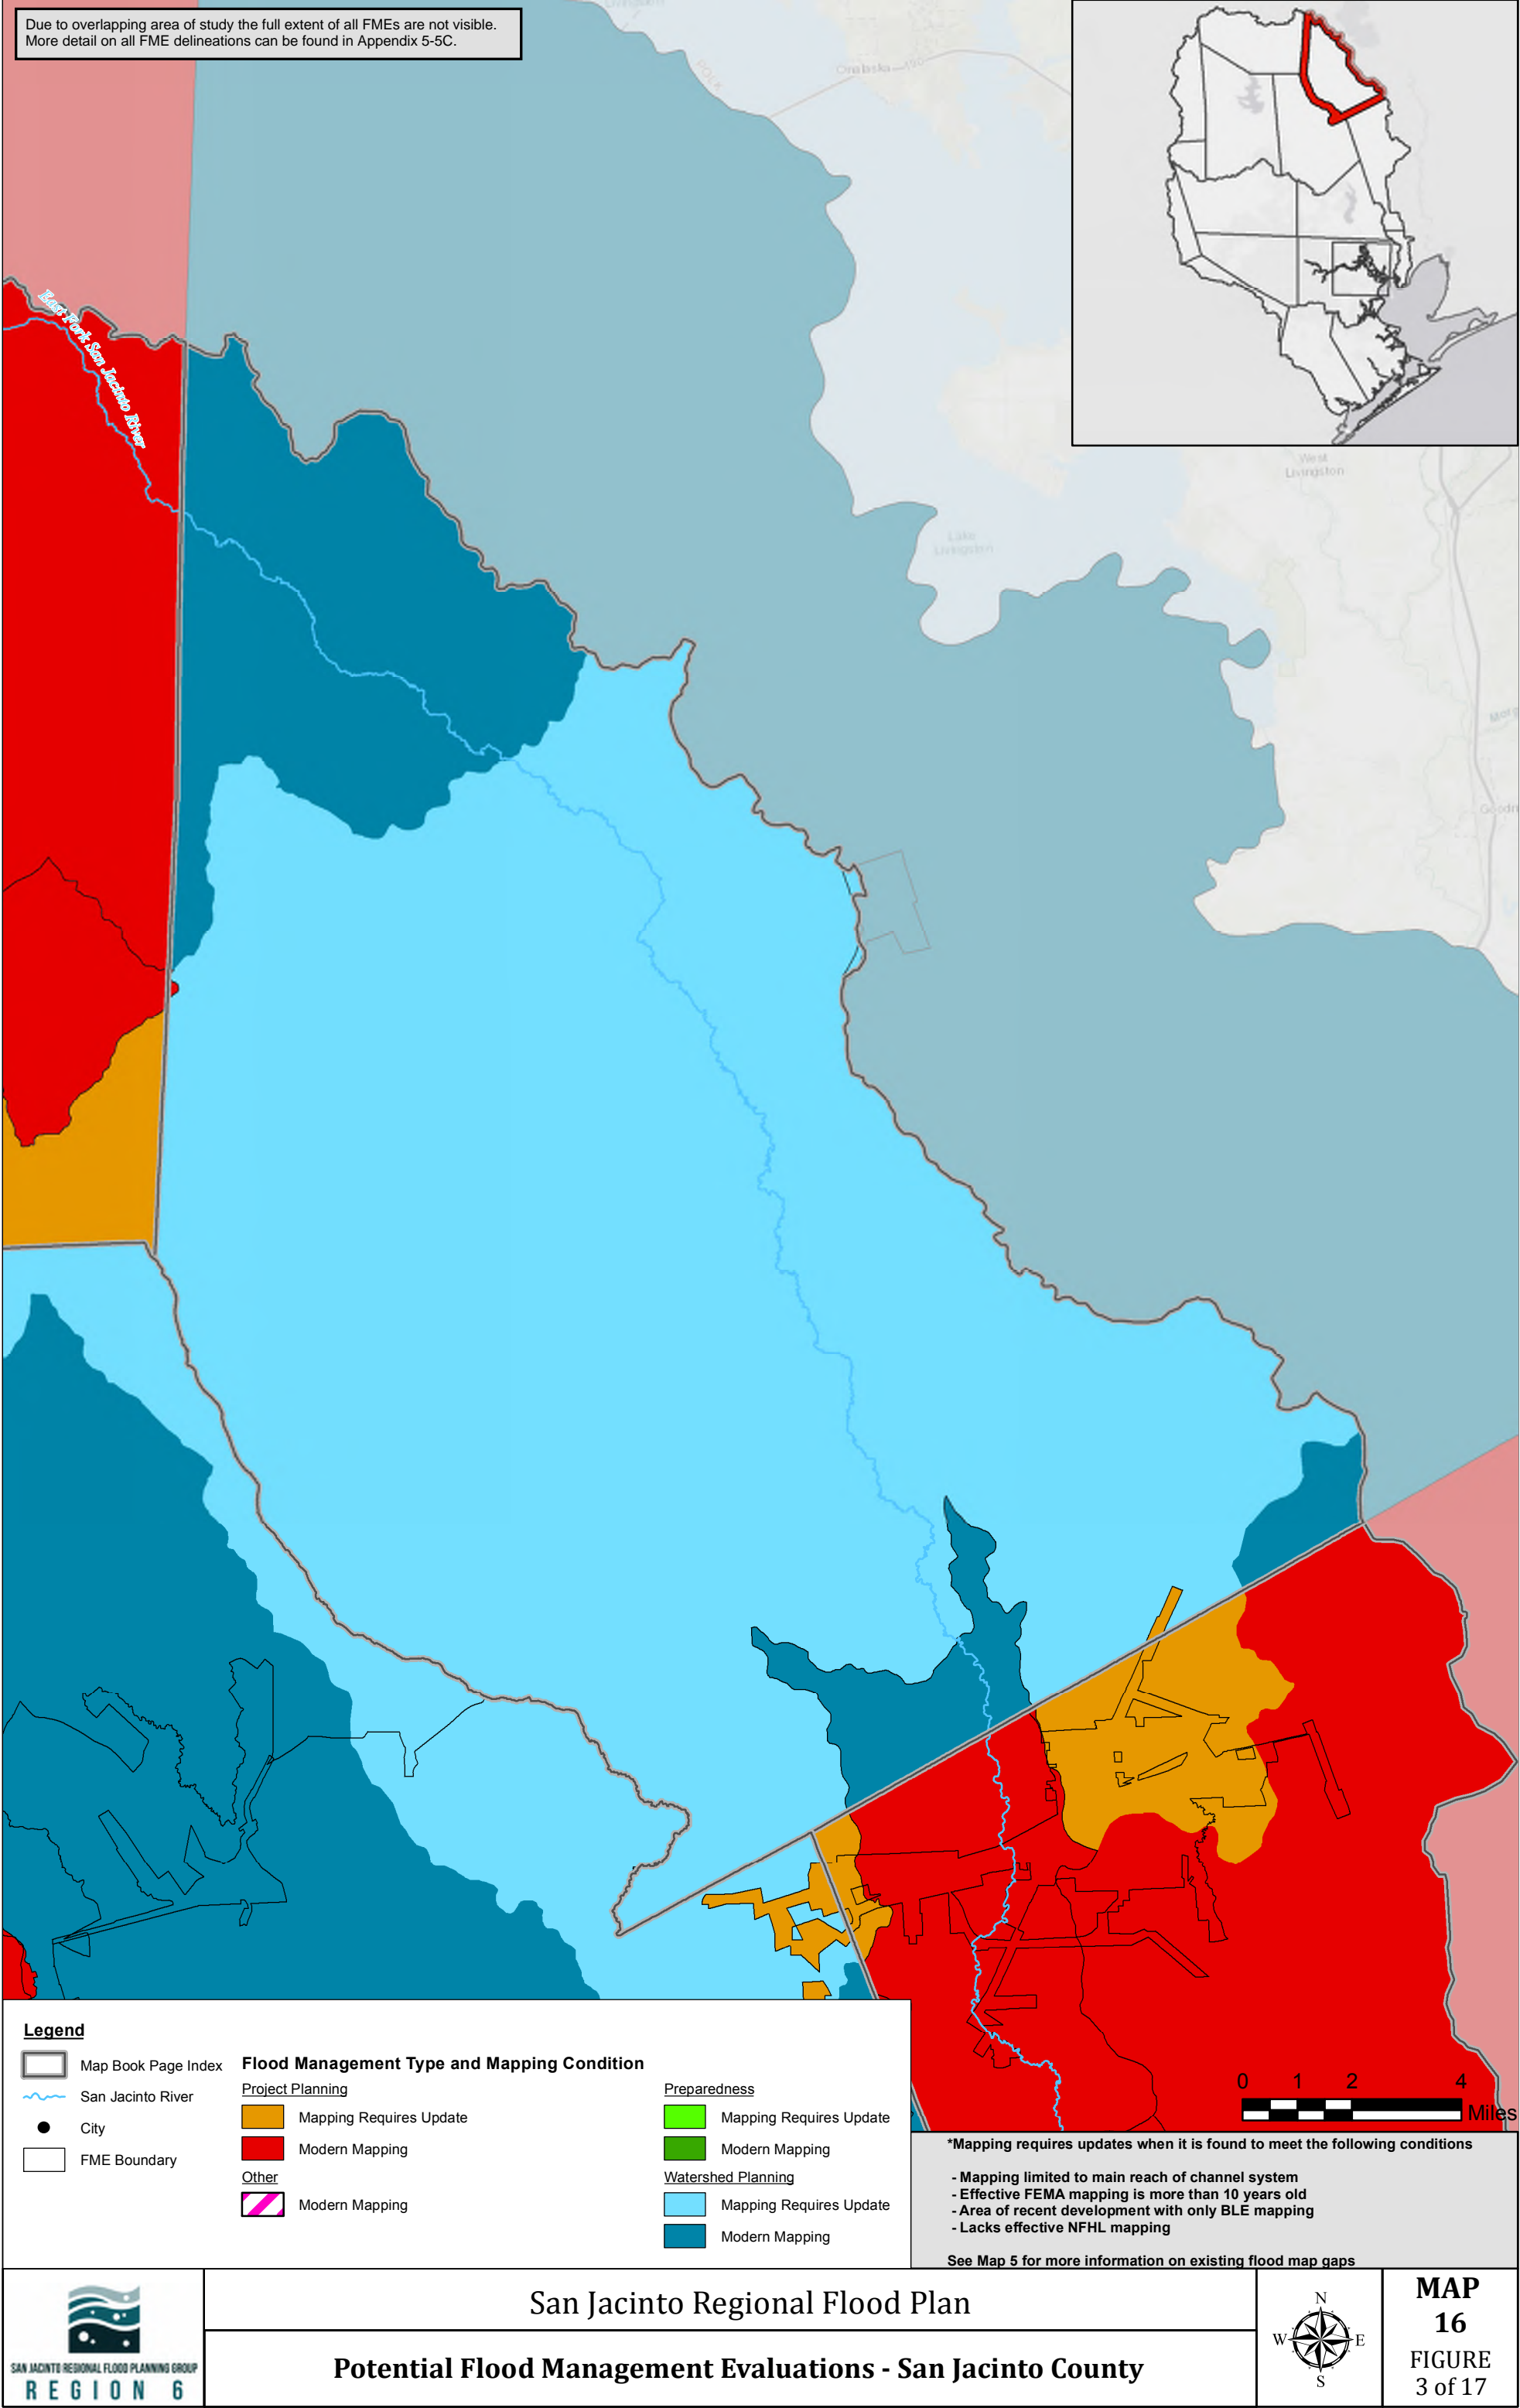 Due to overlapping area of study the full extent of all FMEs are not visible.
More detail on all FME delineations can be found in Appendix 5-5C.
Livingston
POLK
Onalaska
190
West
Livingston
Lake
Livingston
East Fork San Jacinto River
Legend
Map Book Page Index
San Jacinto River
City
FME Boundary
Flood Management Type and Mapping Condition
Project Planning
Mapping Requires Update
Modern Mapping
Other
Modern Mapping
Preparedness
Mapping Requires Update
Modern Mapping
Watershed Planning
Mapping Requires Update
Modern Mapping
0 1 2 4
Miles
*Mapping requires updates when it is found to meet the following conditions
- Mapping limited to main reach of channel system
- Effective FEMA mapping is more than 10 years old
- Area of recent development with only BLE mapping
- Lacks effective NFHL mapping
See Map 5 for more information on existing flood map gaps
SAN JACINTO REGIONAL FLOOD PLANNING GROUP
REGION 6
San Jacinto Regional Flood Plan
Potential Flood Management Evaluations - San Jacinto County
N
W E
S
MAP
16
FIGURE
3 of 17